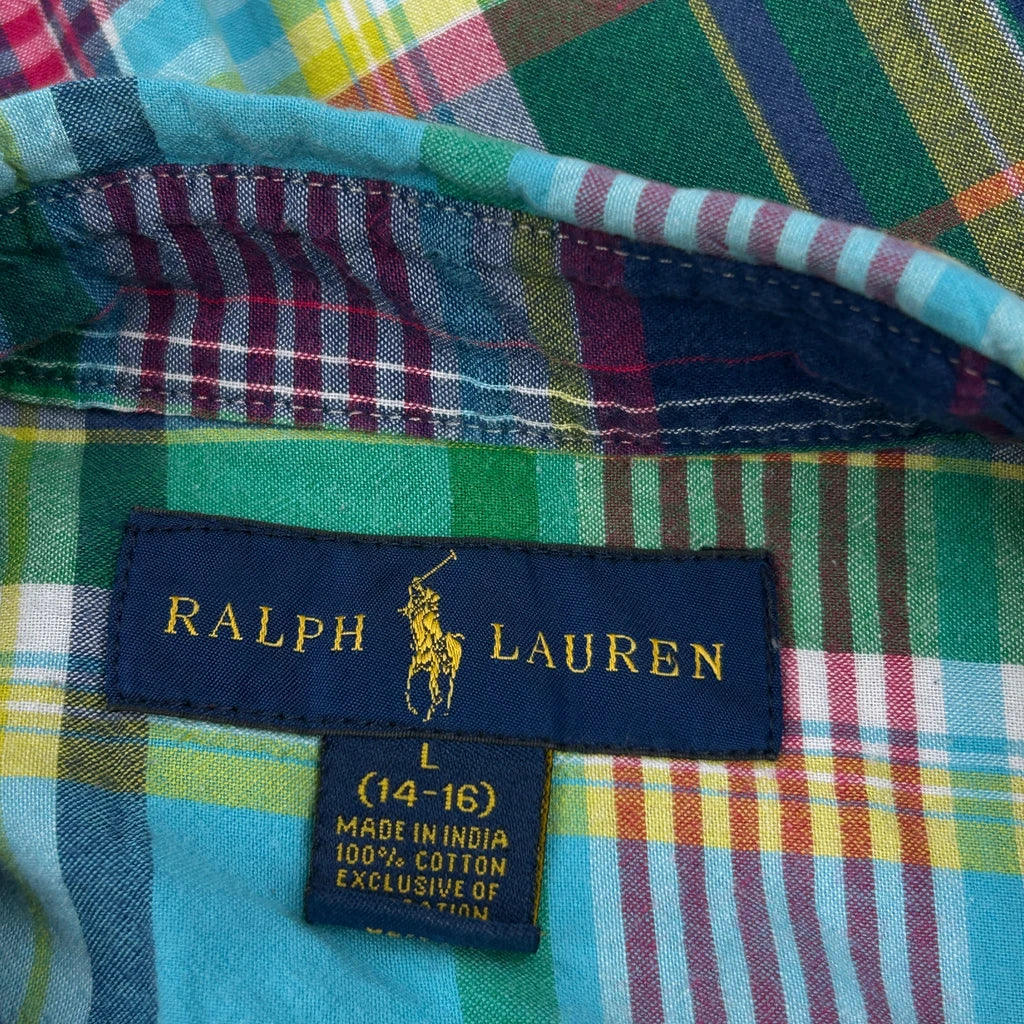 RALPH LAUREN
L
(14-16)
MADE IN INDIA
100% COTTON
EXCLUSIVE OF